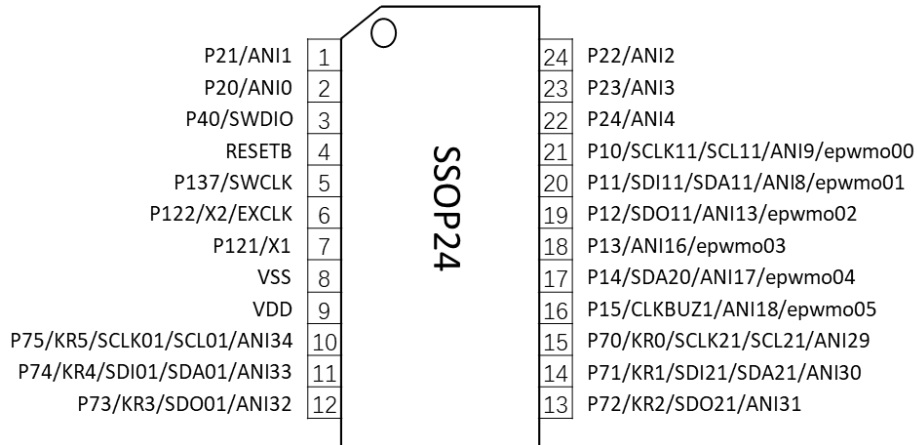 P21/ANI1 1
P20/ANI0 2
P40/SWDIO 3
RESETB 4
P137/SWCLK 5
P122/X2/EXCLK 6
P121/X1 7
VSS 8
VDD 9
P75/KR5/SCLK01/SCL01/ANI34 10
P74/KR4/SDI01/SDA01/ANI33 11
P73/KR3/SDO01/ANI32 12
SSOP24
24 P22/ANI2
23 P23/ANI3
22 P24/ANI4
21 P10/SCLK11/SCL11/ANI9/epwmo00
20 P11/SDI11/SDA11/ANI8/epwmo01
19 P12/SDO11/ANI13/epwmo02
18 P13/ANI16/epwmo03
17 P14/SDA20/ANI17/epwmo04
16 P15/CLKBUZ1/ANI18/epwmo05
15 P70/KR0/SCLK21/SCL21/ANI29
14 P71/KR1/SDI21/SDA21/ANI30
13 P72/KR2/SDO21/ANI31